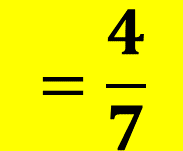 = 4/7